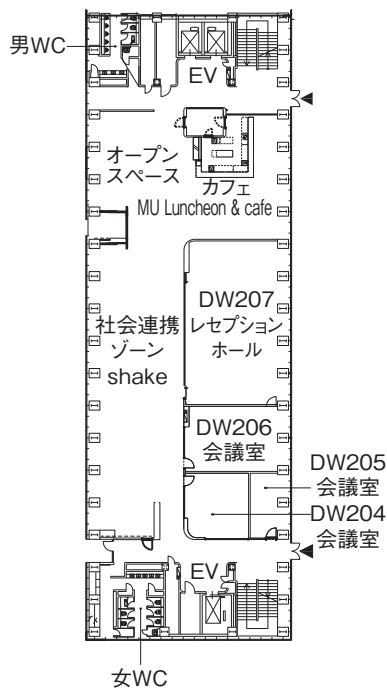 男WC
EV
オープン
スペース
カフェ
MU Luncheon & cafe
DW207
レセプション
ホール
社会連携
ゾーン
shake
DW206
会議室
DW205
会議室
DW204
会議室
EV
女WC